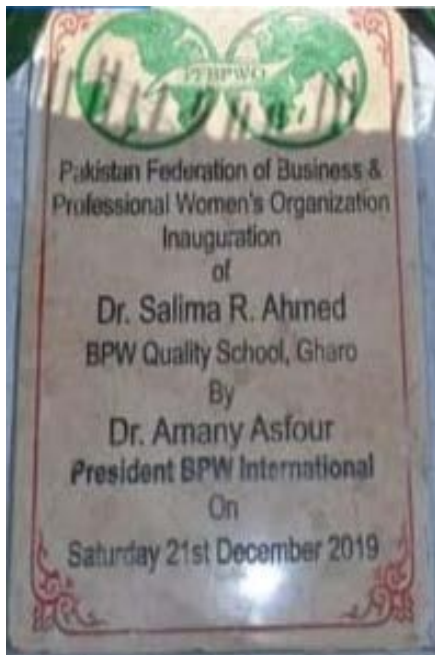 PFBPWO
Pakistan Federation of Business &
Professional Women's Organization
Inauguration
of
Dr. Salima R. Ahmed
BPW Quality School, Gharo
By
Dr. Amany Asfour
President BPW International
On
Saturday 21st December 2019